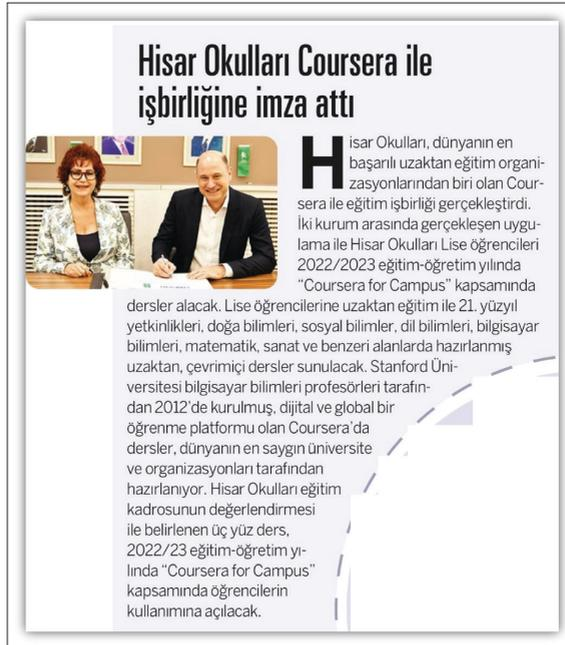 Hisar Okulları Coursera ile
işbirliğine imza attı
Hisar Okulları, dünyanın en
başarılı uzaktan eğitim organi-
zasyonlarından biri olan Cour-
sera ile eğitim işbirliği gerçekleştirdi.
İki kurum arasında gerçekleşen uygu-
lama ile Hisar Okulları Lise öğrencileri
2022/2023 eğitim-öğretim yılında
“Coursera for Campus” kapsamında
dersler alacak. Lise öğrencilerine uzaktan eğitim ile 21. yüzyıl
yetkinlikleri, doğa bilimleri, sosyal bilimler, dil bilimleri, bilgisayar
bilimleri, matematik, sanat ve benzeri alanlarda hazırlanmış
uzaktan, çevrimiçi dersler sunulacak. Stanford Üni-
versitesi bilgisayar bilimleri profesörleri tarafın-
dan 2012’de kurulmuş, dijital ve global bir
öğrenme platformu olan Coursera’da
dersler, dünyanın en saygın üniversite
ve organizasyonları tarafından
hazırlanıyor. Hisar Okulları eğitim
kadrosunun değerlendirmesi
ile belirlenen üç yüz ders,
2022/23 eğitim-öğretim yı-
lında “Coursera for Campus”
kapsamında öğrencilerin
kullanımına açılacak.